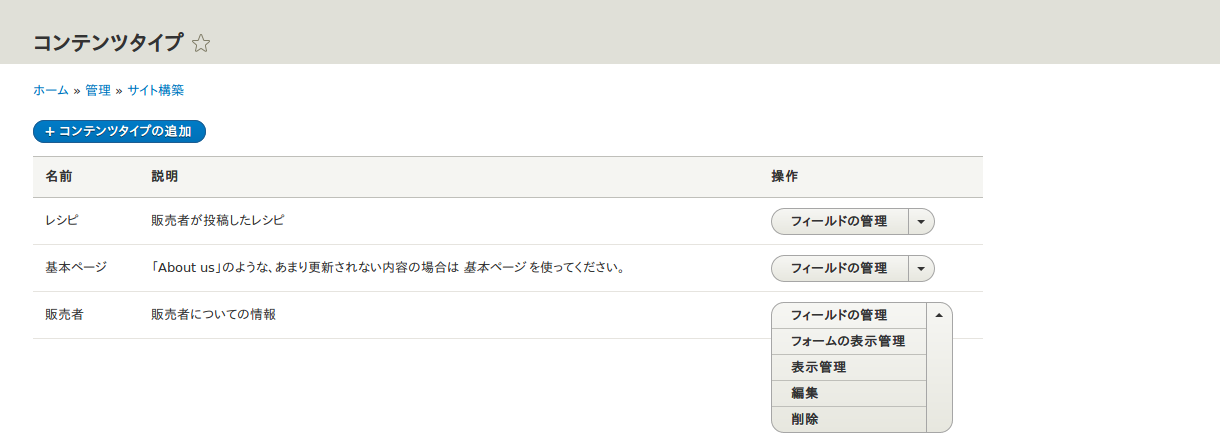 コンテンツタイプ
ホーム » 管理 » サイト構築
+ コンテンツタイプの追加
名前 説明 操作
レシピ 販売者が投稿したレシピ フィールドの管理
基本ページ 「About us」のような、あまり更新されない内容の場合は 基本ページ を使ってください。 フィールドの管理
販売者 販売者についての情報 フィールドの管理
フォームの表示管理
表示管理
編集
削除